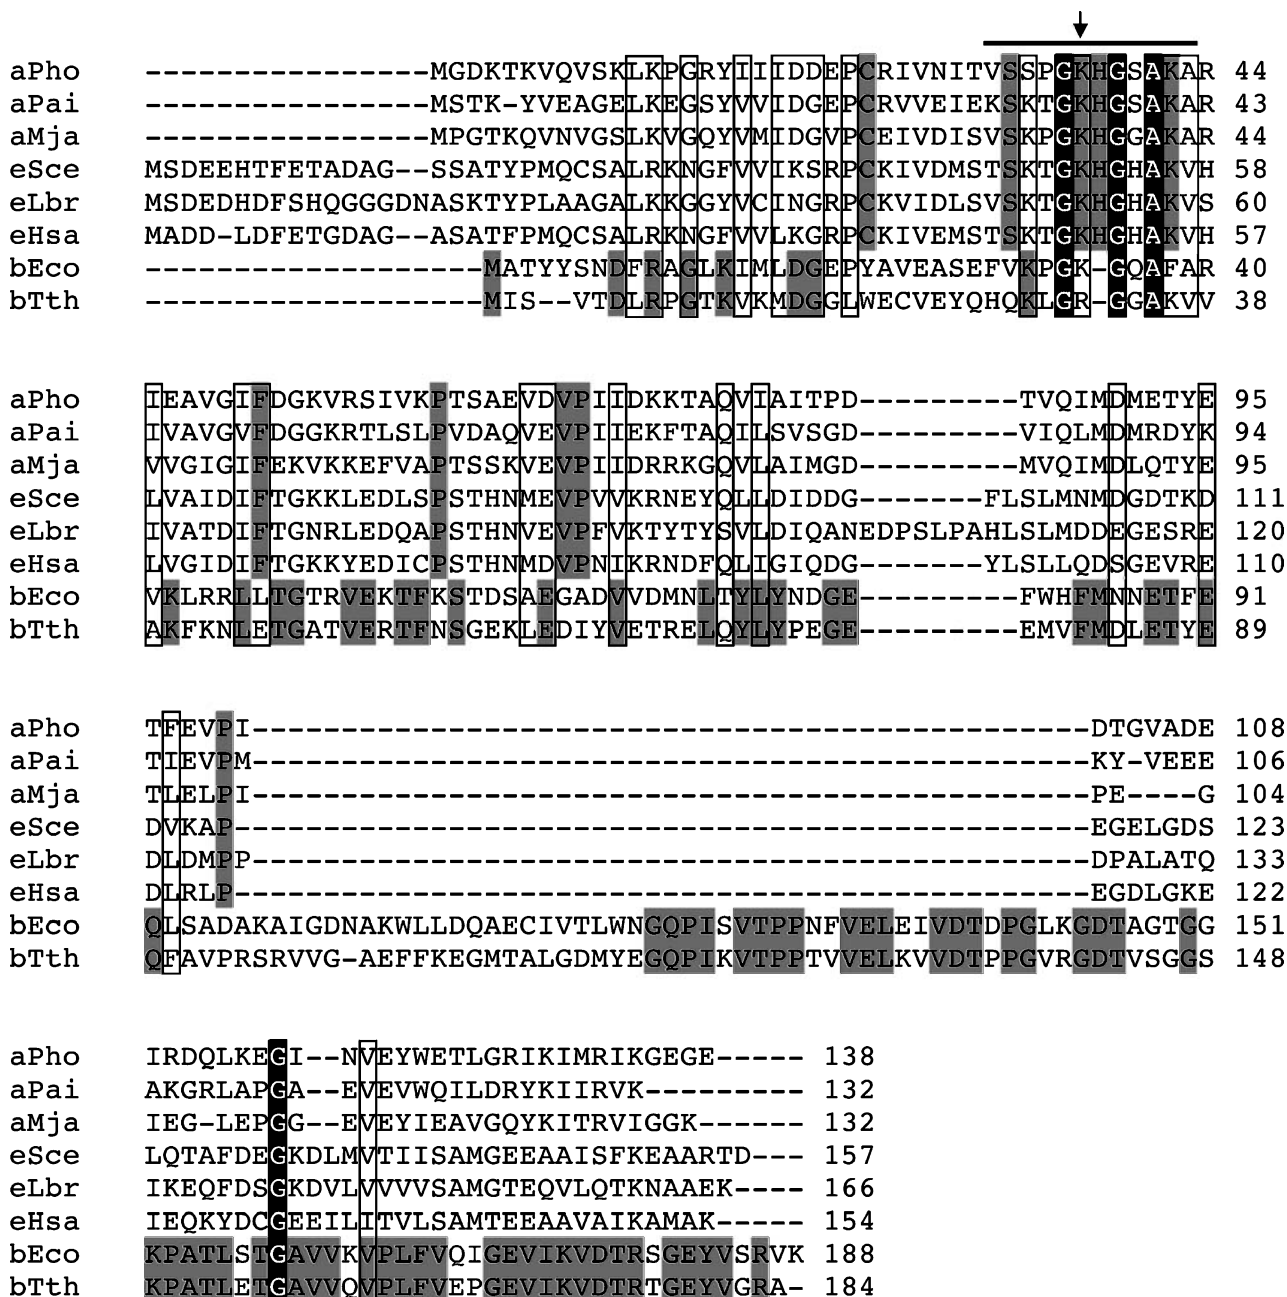 aPho ----------------MGDKTKVQVSKLKPGRYIIIDDEPCRIVNITVSSPGKHGSAKAR 44
aPai ----------------MSTK-YVEAGELKEGSYVVIDGEPCRVVEIEKSKTGKHGSAKAR 43
aMja ----------------MPGTKQVNVGSLKVGQYVMIDGVPCEIVDISVSKPGKHGGAKAR 44
eSce MSDEEHTFETADAG--SSATYPMQCSALRKNGFVVIKSRPCKIVDMSTSKTGKHGHAKVH 58
eLbr MSDEDHDFSHQGGGDNASKTYPLAAGALKKGGYVCINGRPCKVIDLSVSKTGKHGHAKVS 60
eHsa MADD-LDFETGDAG--ASATFPMQCSALRKNGFVVLKGRPCKIVEMSTSKTGKHGHAKVH 57
bEco -------------------MATYYSNDFRAGLKIMLDGEPYAVEASEFVKPGK-GQAFAR 40
bTth -------------------MIS--VTDLRPGTKVKMDGGLWECVEYQHQKLGR-GGAKVV 38
aPho IEAVGIFDGKVRSIVKPTSAEVDVPIIDKKTAQVIAITPD---------TVQIMDMETYE 95
aPai IVAVGVFDGGKRTLSLPVDAQVEVPIIEKFTAQILSVSGD---------VIQLMDMRDYK 94
aMja VVGIGIFEKVKKEFVAPTSSKVEVPIIDRRKGQVLAIMGD---------MVQIMDLQTYE 95
eSce LVAIDIFTGKKLEDLSPSTHNMEVPVVKRNEYQLLDIDDG-------FLSLMNMDGDTKD 111
eLbr IVATDIFTGNRLEDQAPSTHNVEVPFVKTYTYSVLDIQANEDPSLPAHLSLMDDEGESRE 120
eHsa LVGIDIFTGKKYEDICPSTHNMDVPNIKRNDFQLIGIQDG-------YLSLLQDSGEVRE 110
bEco VKLRRLLTGTRVEKTFKSTDSAEGADVVDMNLTYLYNDGE---------FWHFMNNETFE 91
bTth AKFKNLETGATVERTFNSGEKLEDIYVETRELQYLYPEGE---------EMVFMDLETYE 89
aPho TFEVPI-----------------------------------------------DTGVADE 108
aPai TIEVPM-----------------------------------------------KY-VEEE 106
aMja TLELPI-----------------------------------------------PE----G 104
eSce DVKAP------------------------------------------------EGELGDS 123
eLbr DLDMPP-----------------------------------------------DPALATQ 133
eHsa DLRLP------------------------------------------------EGDLGKE 122
bEco QLSADAKAIGDNAKWLLDQAECIVTLWNGQPISVTPPNFVELEIVDTDPGLKGDTAGTGG 151
bTth QFAVPRSRVVG-AEFFKEGMTALGDMYEGQPIKVTPPTVVELKVVDTPPGVRGDTVSGGS 148
aPho IRDQLKEGI--NVEYWETLGRIKIMRIKGEGE----- 138
aPai AKGRLAPGA--EVEVWQILDRYKIIRVK--------- 132
aMja IEG-LEPGG--EVEYIEAVGQYKITRVIGGK------ 132
eSce LQTAFDEGKDLMVTIISAMGEEAAISFKEAARTD--- 157
eLbr IKEQFDSGKDVLVVVVSAMGTEQVLQTKNAAEK---- 166
eHsa IEQKYDCGEEILITVLSAMTEEAAVAIKAMAK----- 154
bEco KPATLSTGAVVKVPLFVQIGEVIKVDTRSGEYVSRVK 188
bTth KPATLETGAVVQVPLFVEPGEVIKVDTRTGEYVGRA- 184